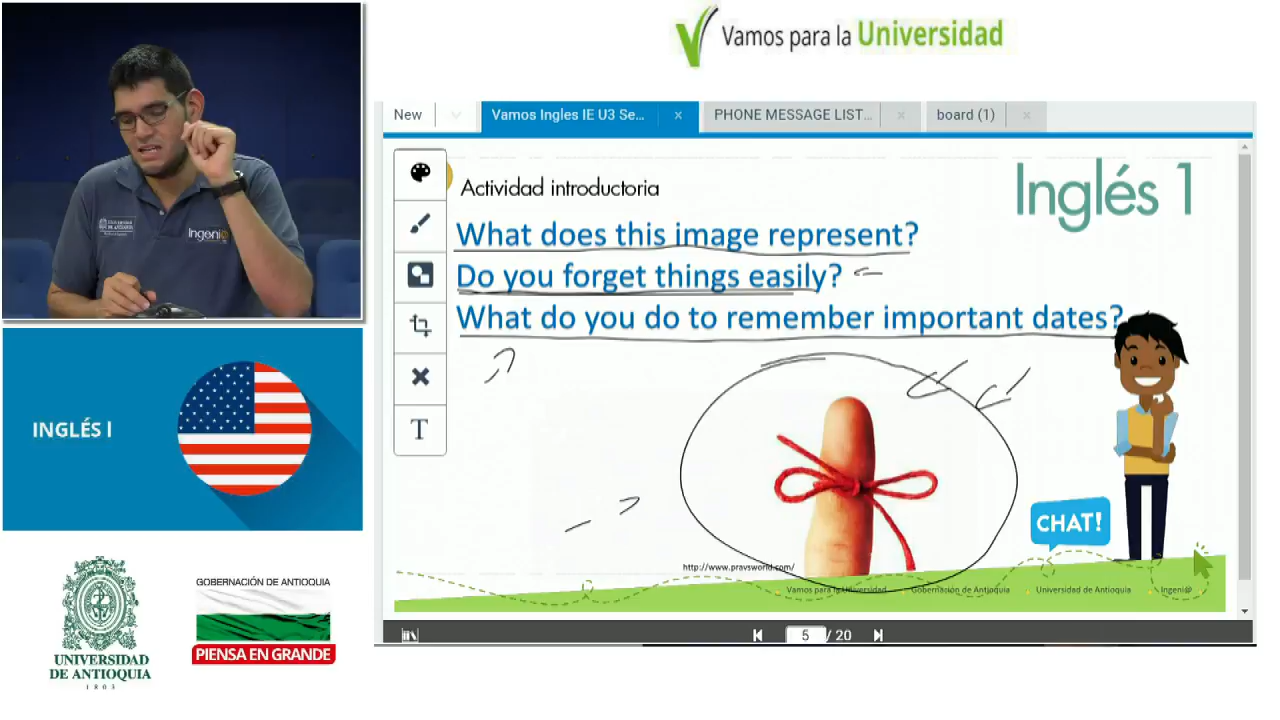 Vamos para la Universidad
New
Vamos Ingles IE U3 Se...
PHONE MESSAGE LIST...
board (1)
Actividad introductoria
Inglés 1
What does this image represent?
Do you forget things easily?
What do you do to remember important dates?
T
CHAT!
http://www.pravsworld.com/
Vamos para la Universidad
Gobernación de Antioquia
Universidad de Antioquia
Ingeni@
5 / 20
Ingeni@
INGLÉS I
UNIVERSIDAD
DE ANTIOQUIA
1803
GOBERNACIÓN DE ANTIOQUIA
PIENSA EN GRANDE